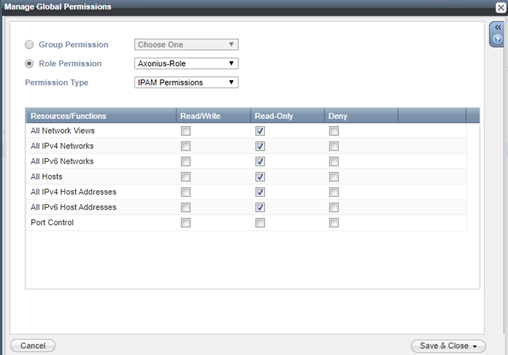 Manage Global Permissions
Group Permission Choose One
Role Permission Axonius-Role
Permission Type IPAM Permissions
Resources/Functions Read/Write Read-Only Deny
All Network Views
All IPv4 Networks
All IPv6 Networks
All Hosts
All IPv4 Host Addresses
All IPv6 Host Addresses
Port Control
Cancel Save & Close